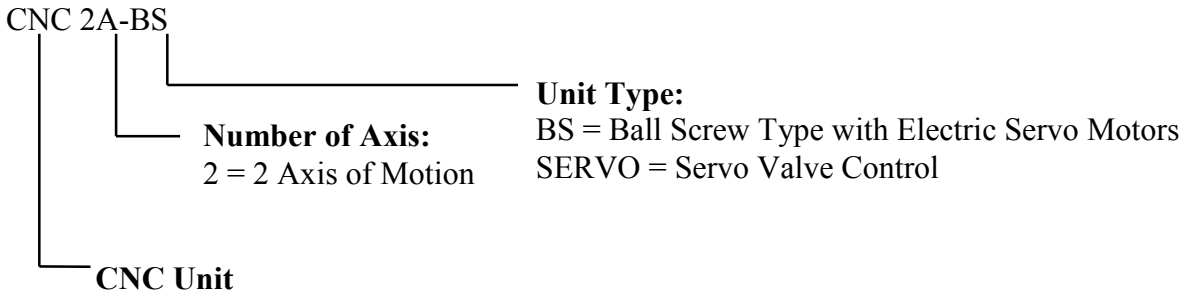 CNC 2A-BS
Unit Type:
BS = Ball Screw Type with Electric Servo Motors
SERVO = Servo Valve Control
Number of Axis:
2 = 2 Axis of Motion
CNC Unit